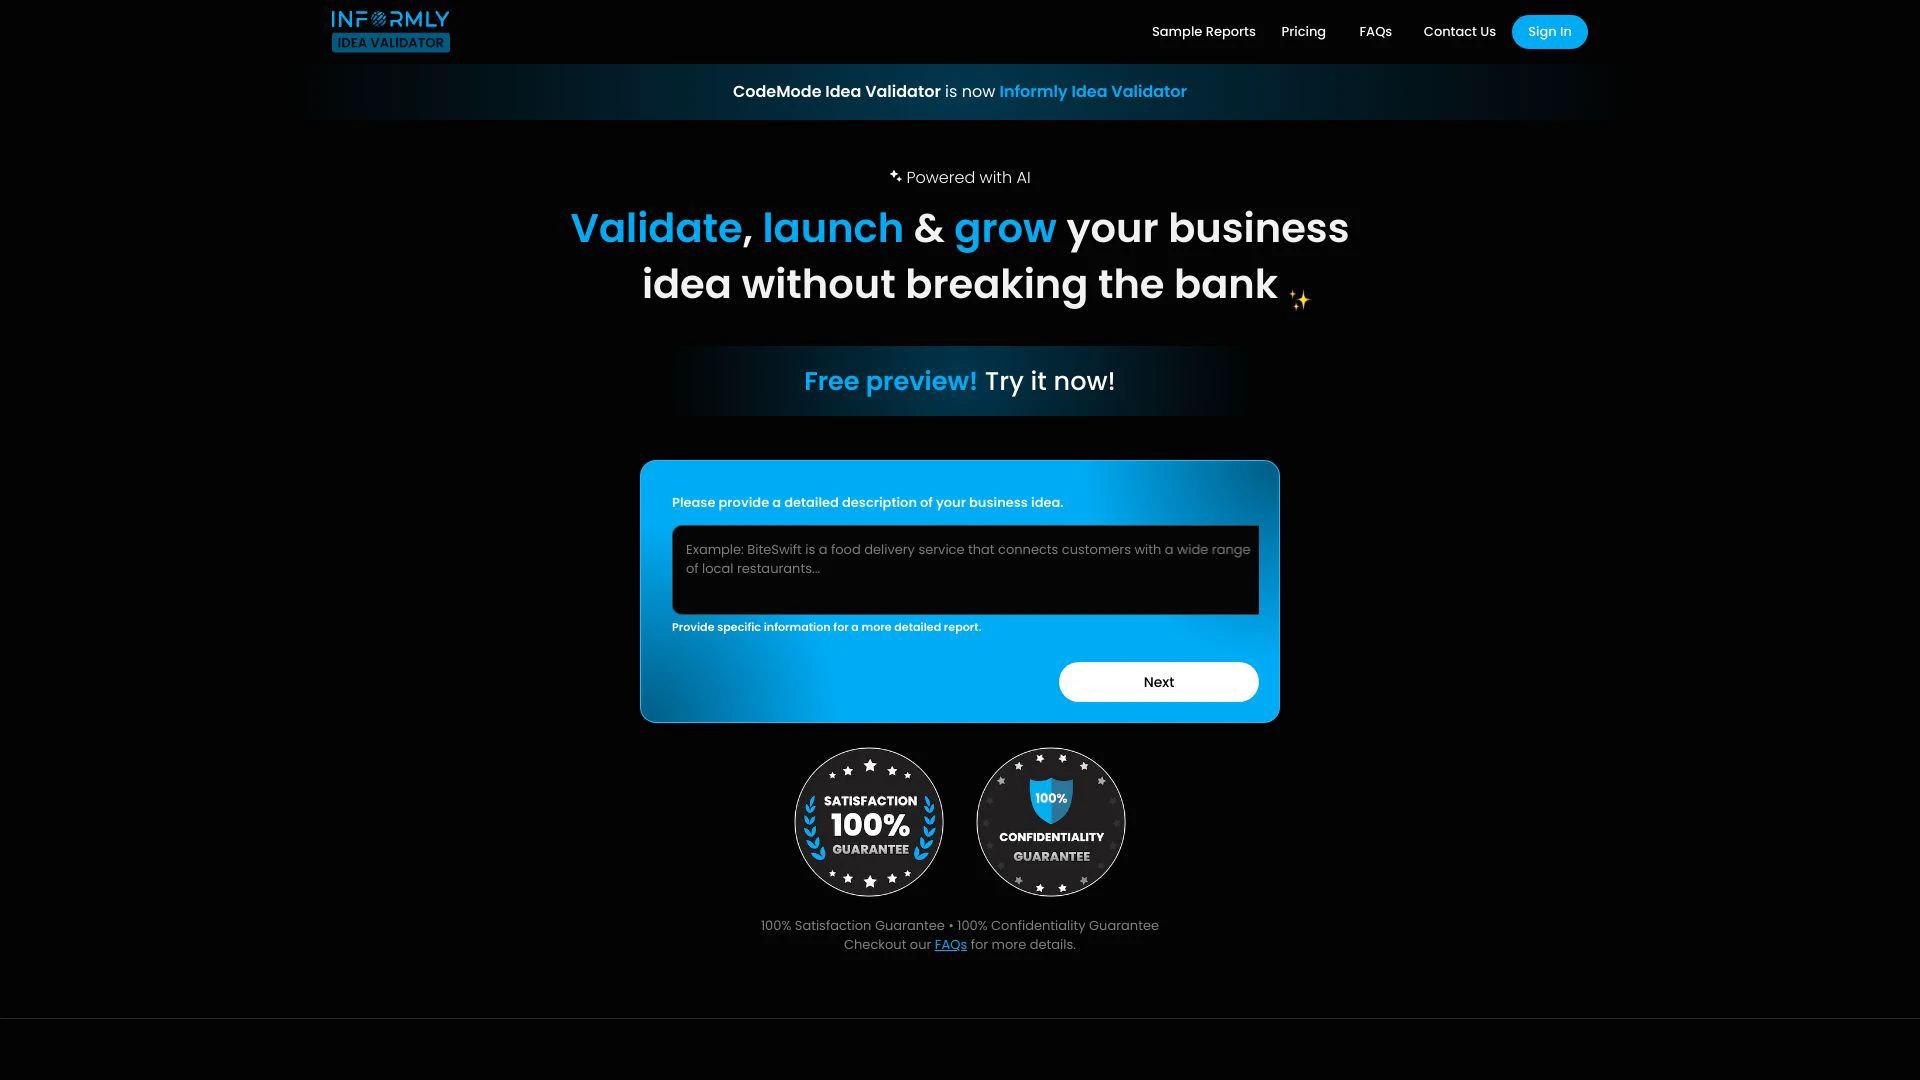 INFORMLY
IDEA VALIDATOR
Sample Reports
Pricing
FAQs
Contact Us
Sign In
CodeMode Idea Validator is now Informly Idea Validator
Powered with AI
Validate, launch & grow your business
idea without breaking the bank
Free preview! Try it now!
Please provide a detailed description of your business idea.
Example: BiteSwift is a food delivery service that connects customers with a wide range
of local restaurants...
Provide specific information for a more detailed report.
Next
SATISFACTION
100%
GUARANTEE
100%
CONFIDENTIALITY
GUARANTEE
100% Satisfaction Guarantee • 100% Confidentiality Guarantee
Checkout our FAQs for more details.